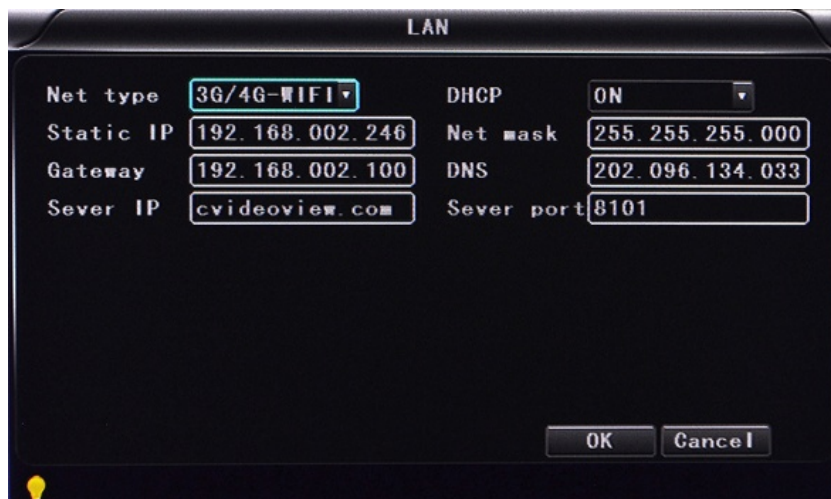 LAN
Net type 3G/4G-WIFI DHCP ON
Static IP 192.168.002.246 Net mask 255.255.255.000
Gateway 192.168.002.100 DNS 202.096.134.033
Sever IP cvideoview.com Sever port 8101
OK Cancel